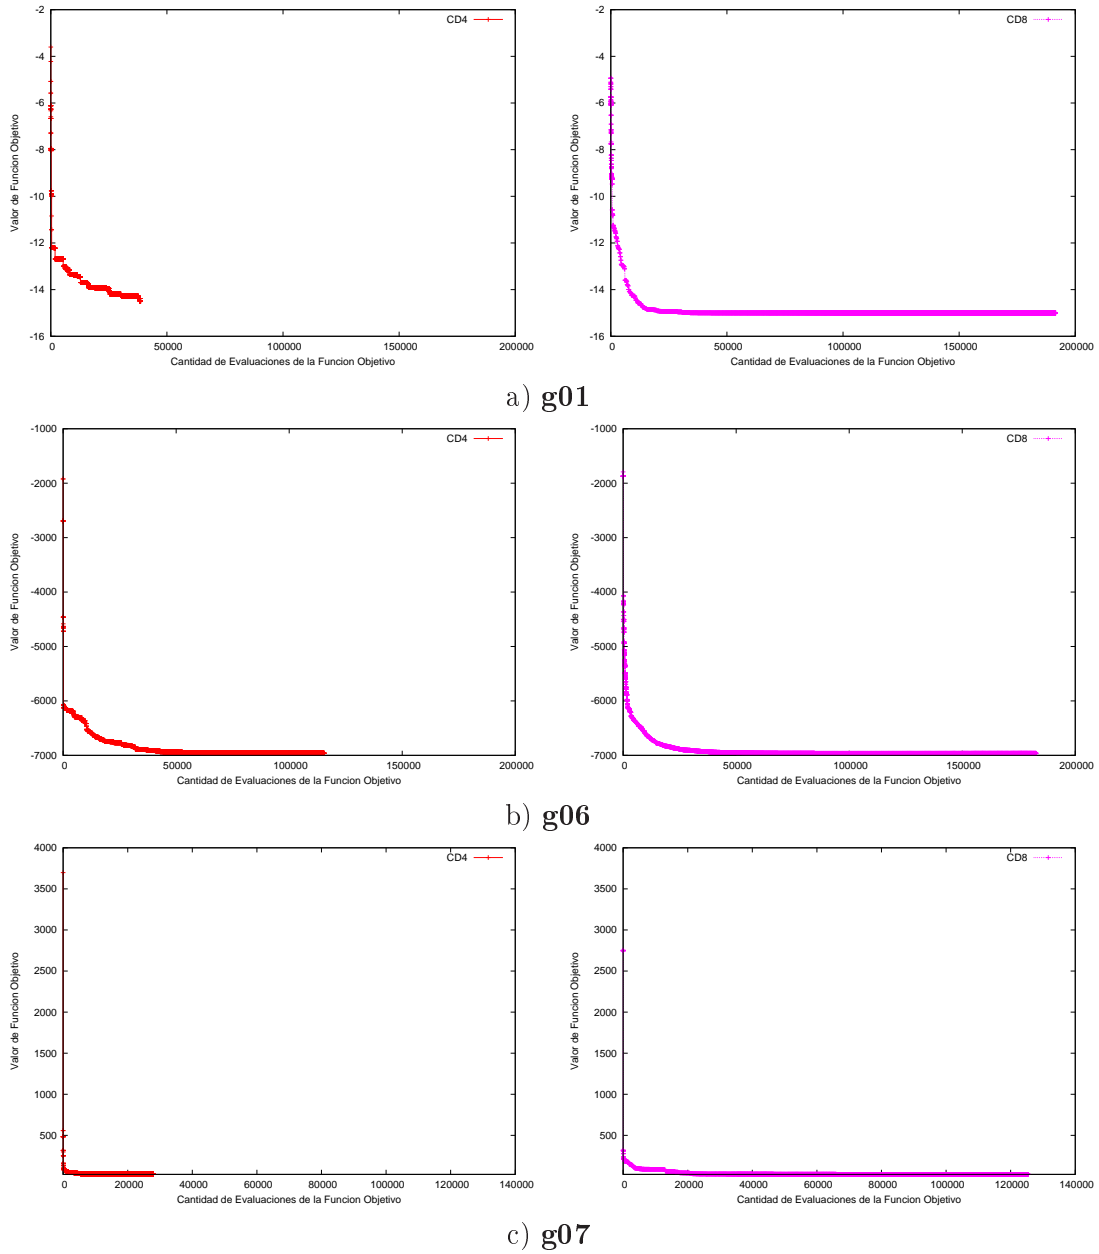 -2
-4
-6
-8
-10
-12
-14
-16
0 50000 100000 150000 200000
Valor de Funcion Objetivo
Cantidad de Evaluaciones de la Funcion Objetivo
CD4
-2
-4
-6
-8
-10
-12
-14
-16
0 50000 100000 150000 200000
Valor de Funcion Objetivo
Cantidad de Evaluaciones de la Funcion Objetivo
CD8
a) g01
-1000
-2000
-3000
-4000
-5000
-6000
-7000
0 50000 100000 150000 200000
Valor de Funcion Objetivo
Cantidad de Evaluaciones de la Funcion Objetivo
CD4
-1000
-2000
-3000
-4000
-5000
-6000
-7000
0 50000 100000 150000 200000
Valor de Funcion Objetivo
Cantidad de Evaluaciones de la Funcion Objetivo
CD8
b) g06
4000
3500
3000
2500
2000
1500
1000
500
0 20000 40000 60000 80000 100000 120000 140000
Valor de Funcion Objetivo
Cantidad de Evaluaciones de la Funcion Objetivo
CD4
4000
3500
3000
2500
2000
1500
1000
500
0 20000 40000 60000 80000 100000 120000 140000
Valor de Funcion Objetivo
Cantidad de Evaluaciones de la Funcion Objetivo
CD8
c) g07